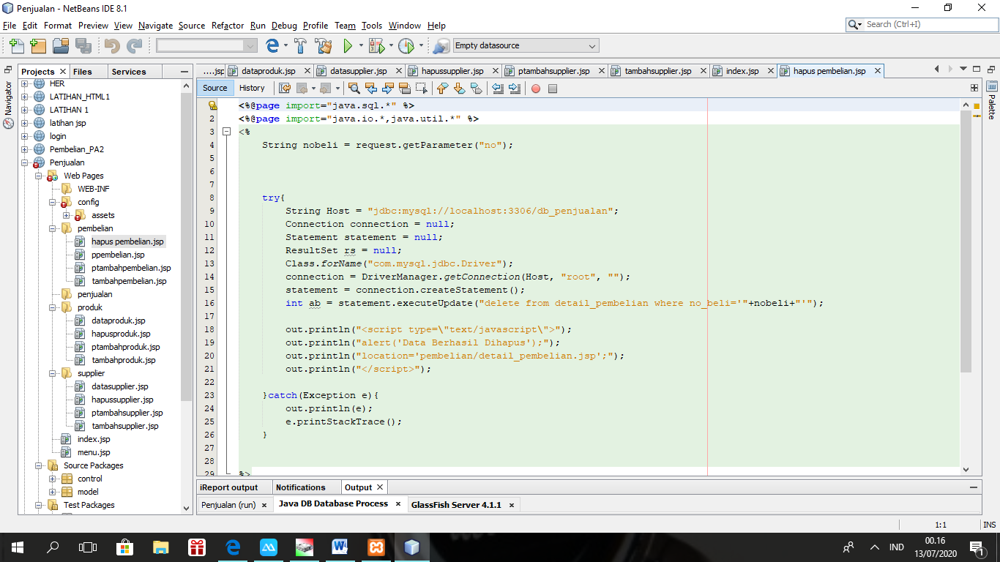 Penjualan - NetBeans IDE 8.1
File Edit Format Preview View Navigate Source Refactor Run Debug Profile Team Tools Window Help
Search (Ctrl+I)
Empty datasource
Projects Files Services
Navigator
HER
LATIHAN_HTML1
LATIHAN 1
latihan jsp
login
Pembelian_PA2
Penjualan
Web Pages
WEB-INF
config
assets
pembelian
hapus pembelian.jsp
ppembelian.jsp
ptambahpembelian.jsp
tambahpembelian.jsp
penjualan
produk
dataproduk.jsp
hapusproduk.jsp
ptambahproduk.jsp
tambahproduk.jsp
supplier
datasupplier.jsp
hapussupplier.jsp
ptambahsupplier.jsp
tambahsupplier.jsp
index.jsp
menu.jsp
Source Packages
control
model
Test Packages
....jsp dataproduk.jsp datasupplier.jsp hapussupplier.jsp ptambahsupplier.jsp tambahsupplier.jsp index.jsp hapus pembelian.jsp
Source History
Palette
<%@page import="java.sql.*" %>
2 <%@page import="java.io.*,java.util.*" %>
3 <%
4 String nobeli = request.getParameter("no");
5
6
7
8 try{
9 String Host = "jdbc:mysql://localhost:3306/db_penjualan";
10 Connection connection = null;
11 Statement statement = null;
12 ResultSet rs = null;
13 Class.forName("com.mysql.jdbc.Driver");
14 connection = DriverManager.getConnection(Host, "root", "");
15 statement = connection.createStatement();
16 int ab = statement.executeUpdate("delete from detail_pembelian where no_beli='"+nobeli+"'");
17
18 out.println("<script type=\"text/javascript\">");
19 out.println("alert('Data Berhasil Dihapus');");
20 out.println("location='pembelian/detail_pembelian.jsp';");
21 out.println("</script>");
22
23 }catch(Exception e){
24 out.println(e);
25 e.printStackTrace();
26 }
27
28
29 %>
iReport output Notifications Output
Penjualan (run) Java DB Database Process GlassFish Server 4.1.1
1:1 INS
IND
00.16
13/07/2020
1